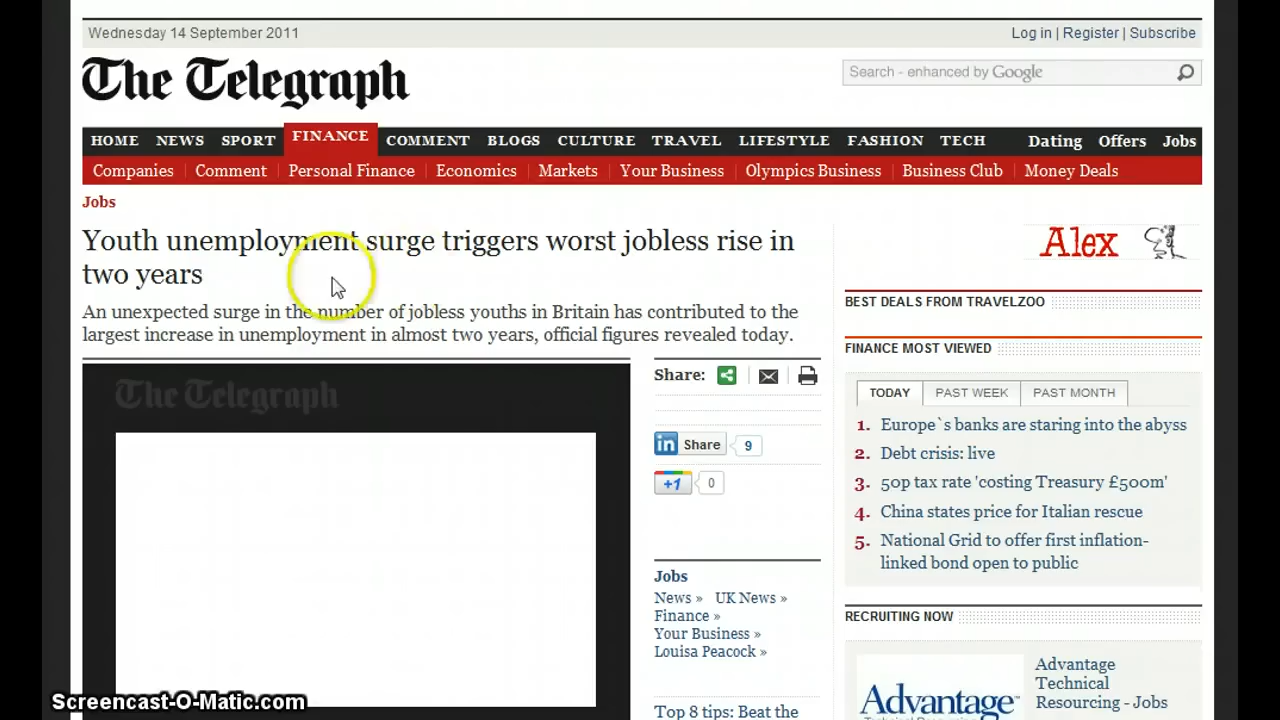 Wednesday 14 September 2011
Log in | Register | Subscribe
The Telegraph
Search - enhanced by Google
HOME NEWS SPORT FINANCE COMMENT BLOGS CULTURE TRAVEL LIFESTYLE FASHION TECH Dating Offers Jobs
Companies Comment Personal Finance Economics Markets Your Business Olympics Business Business Club Money Deals
Jobs
Youth unemployment surge triggers worst jobless rise in
two years
An unexpected surge in the number of jobless youths in Britain has contributed to the
largest increase in unemployment in almost two years, official figures revealed today.
The Telegraph
Share:
in Share 9
+1 0
Jobs
News » UK News »
Finance »
Your Business »
Louisa Peacock »
Top 8 tips: Beat the
Alex
BEST DEALS FROM TRAVELZOO
FINANCE MOST VIEWED
TODAY PAST WEEK PAST MONTH
1. Europe`s banks are staring into the abyss
2. Debt crisis: live
3. 50p tax rate 'costing Treasury £500m'
4. China states price for Italian rescue
5. National Grid to offer first inflation-
linked bond open to public
RECRUITING NOW
Advantage
Advantage
Technical
Resourcing - Jobs
Screencast-O-Matic.com